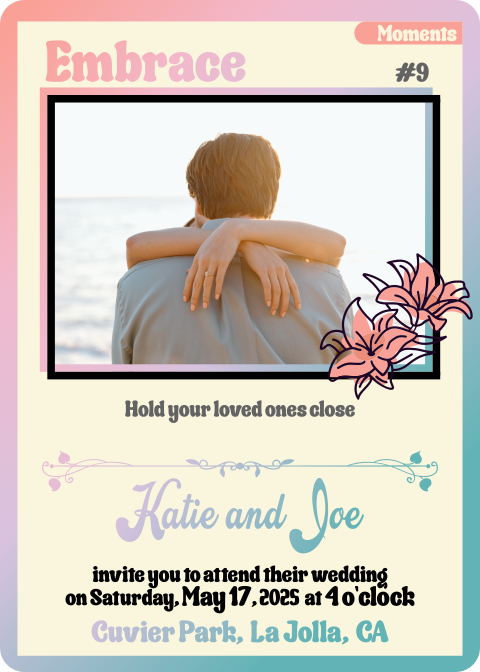 Moments
Embrace
#9
Hold your loved ones close
Katie and Joe
invite you to attend their wedding
on Saturday, May 17, 2025 at 4 o'clock
Cuvier Park, La Jolla, CA